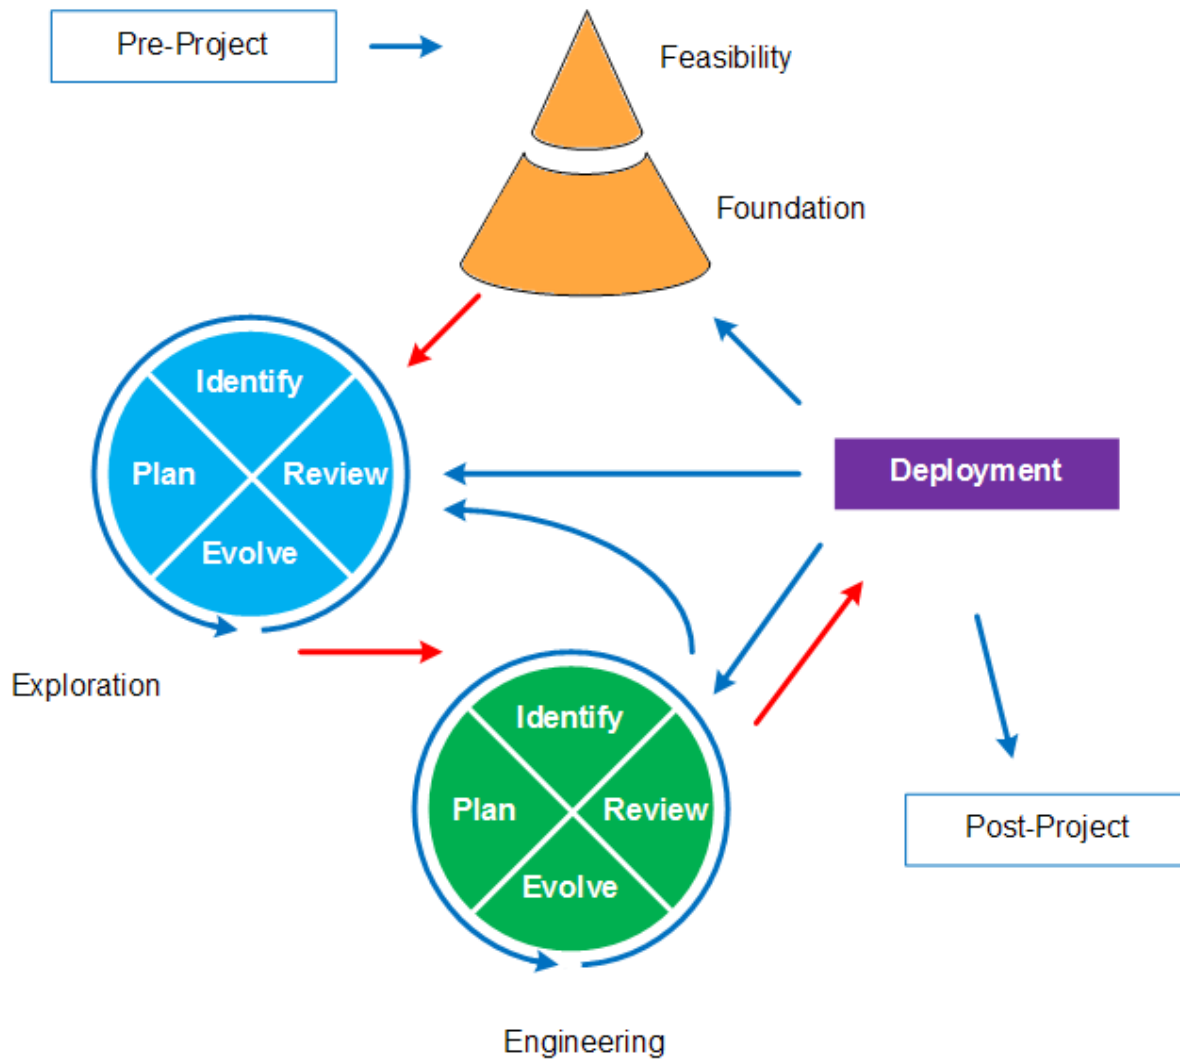 Pre-Project
Feasibility
Foundation
Identify
Plan
Review
Evolve
Deployment
Exploration
Identify
Plan
Review
Evolve
Post-Project
Engineering